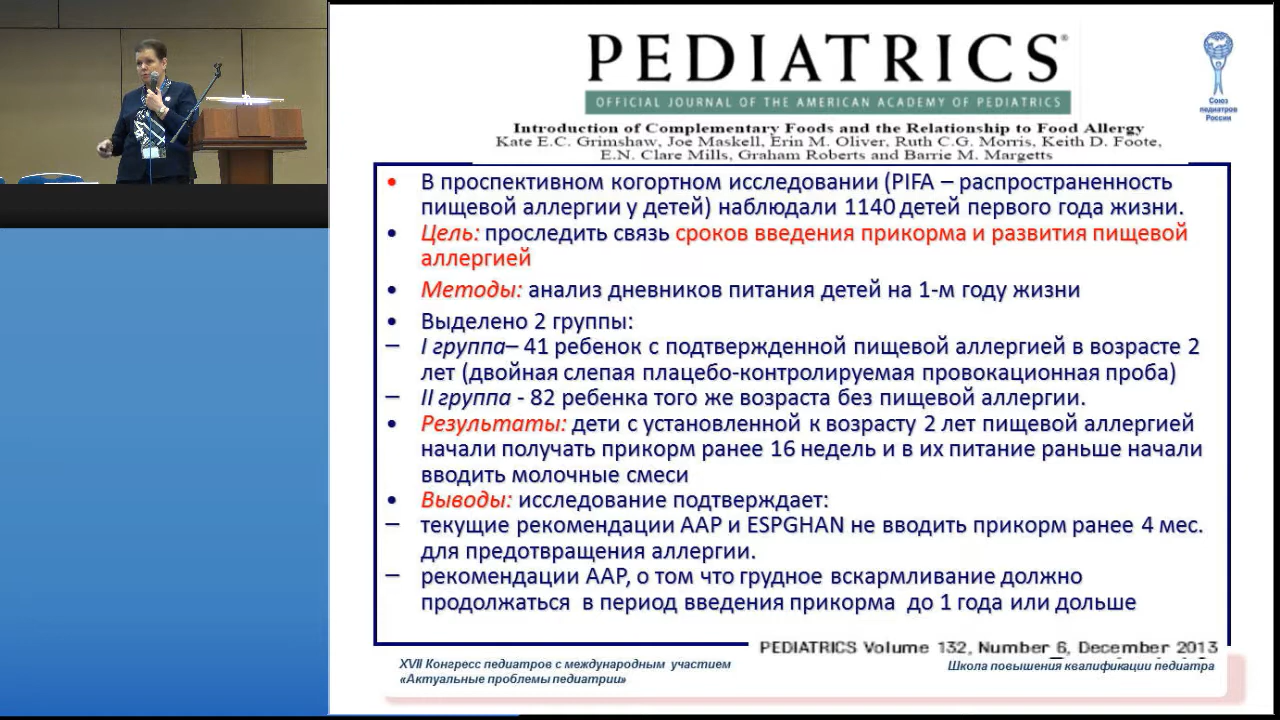 PEDIATRICS®
OFFICIAL JOURNAL OF THE AMERICAN ACADEMY OF PEDIATRICS
Союз
педиатров
России
Introduction of Complementary Foods and the Relationship to Food Allergy
Kate E.C. Grimshaw, Joe Maskell, Erin M. Oliver, Ruth C.G. Morris, Keith D. Foote,
E.N. Clare Mills, Graham Roberts and Barrie M. Margetts
• В проспективном когортном исследовании (PIFA – распространенность
пищевой аллергии у детей) наблюдали 1140 детей первого года жизни.
• Цель: проследить связь сроков введения прикорма и развития пищевой
аллергией
• Методы: анализ дневников питания детей на 1-м году жизни
• Выделено 2 группы:
– I группа– 41 ребенок с подтвержденной пищевой аллергией в возрасте 2
лет (двойная слепая плацебо-контролируемая провокационная проба)
– II группа - 82 ребенка того же возраста без пищевой аллергии.
• Результаты: дети с установленной к возрасту 2 лет пищевой аллергией
начали получать прикорм ранее 16 недель и в их питание раньше начали
вводить молочные смеси
• Выводы: исследование подтверждает:
– текущие рекомендации AAP и ESPGHAN не вводить прикорм ранее 4 мес.
для предотвращения аллергии.
– рекомендации AAP, о том что грудное вскармливание должно
продолжаться в период введения прикорма до 1 года или дольше
PEDIATRICS Volume 132, Number 6, December 2013
XVII Конгресс педиатров с международным участием
«Актуальные проблемы педиатрии»
Школа повышения квалификации педиатра